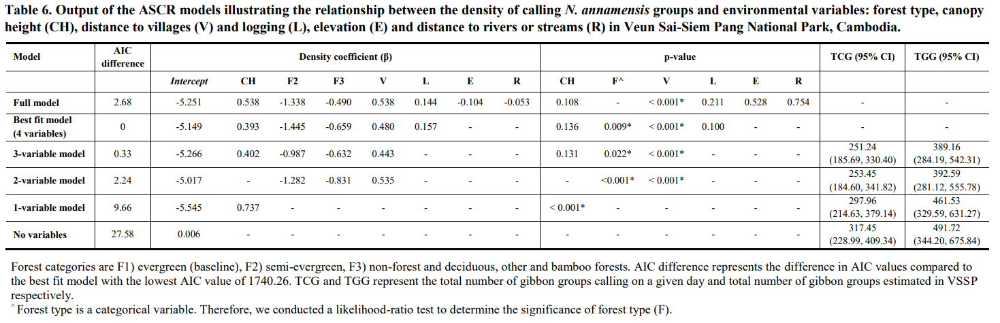 Table 6. Output of the ASCR models illustrating the relationship between the density of calling N. annamensis groups and environmental variables: forest type, canopy
height (CH), distance to villages (V) and logging (L), elevation (E) and distance to rivers or streams (R) in Veun Sai-Siem Pang National Park, Cambodia.
Model AIC difference Density coefficient (β) p-value TCG (95% CI) TGG (95% CI)
Intercept CH F2 F3 V L E R CH F^ V L E R
Full model 2.68 -5.251 0.538 -1.338 -0.490 0.538 0.144 -0.104 -0.053 0.108 - < 0.001* 0.211 0.528 0.754 - -
Best fit model (4 variables) 0 -5.149 0.393 -1.445 -0.659 0.480 0.157 - - 0.136 0.009* < 0.001* 0.100 - - - -
3-variable model 0.33 -5.266 0.402 -0.987 -0.632 0.443 - - - 0.131 0.022* < 0.001* - - - 251.24 (185.69, 330.40) 389.16 (284.19, 542.31)
2-variable model 2.24 -5.017 - -1.282 -0.831 0.535 - - - - <0.001* < 0.001* - - - 253.45 (184.60, 341.82) 392.59 (281.12, 555.78)
1-variable model 9.66 -5.545 0.737 - - - - - - < 0.001* - - - - - 297.96 (214.63, 379.14) 461.53 (329.59, 631.27)
No variables 27.58 0.006 - - - - - - - - - - - - - 317.45 (228.99, 409.34) 491.72 (344.20, 675.84)
Forest categories are F1) evergreen (baseline), F2) semi-evergreen, F3) non-forest and deciduous, other and bamboo forests. AIC difference represents the difference in AIC values compared to
the best fit model with the lowest AIC value of 1740.26. TCG and TGG represent the total number of gibbon groups calling on a given day and total number of gibbon groups estimated in VSSP
respectively.
^ Forest type is a categorical variable. Therefore, we conducted a likelihood-ratio test to determine the significance of forest type (F).